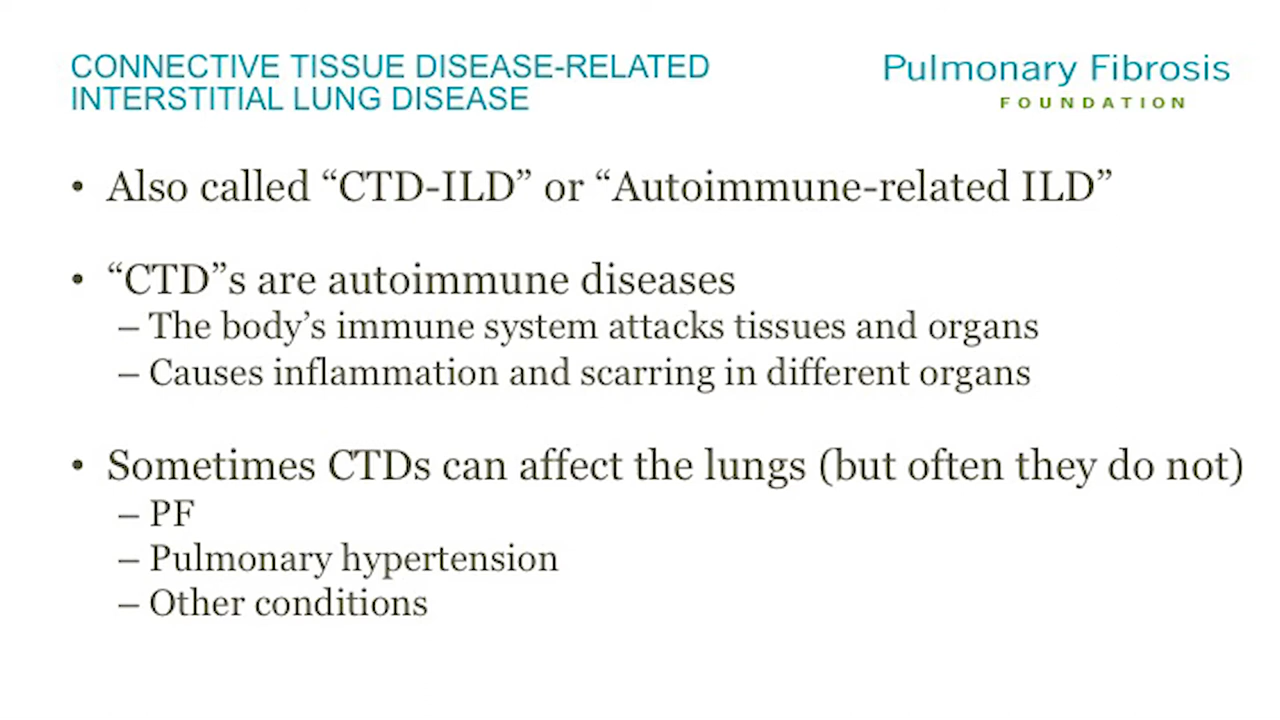 CONNECTIVE TISSUE DISEASE-RELATED
INTERSTITIAL LUNG DISEASE
Pulmonary Fibrosis
FOUNDATION
• Also called “CTD-ILD” or “Autoimmune-related ILD”
• “CTD”s are autoimmune diseases
– The body’s immune system attacks tissues and organs
– Causes inflammation and scarring in different organs
• Sometimes CTDs can affect the lungs (but often they do not)
– PF
– Pulmonary hypertension
– Other conditions